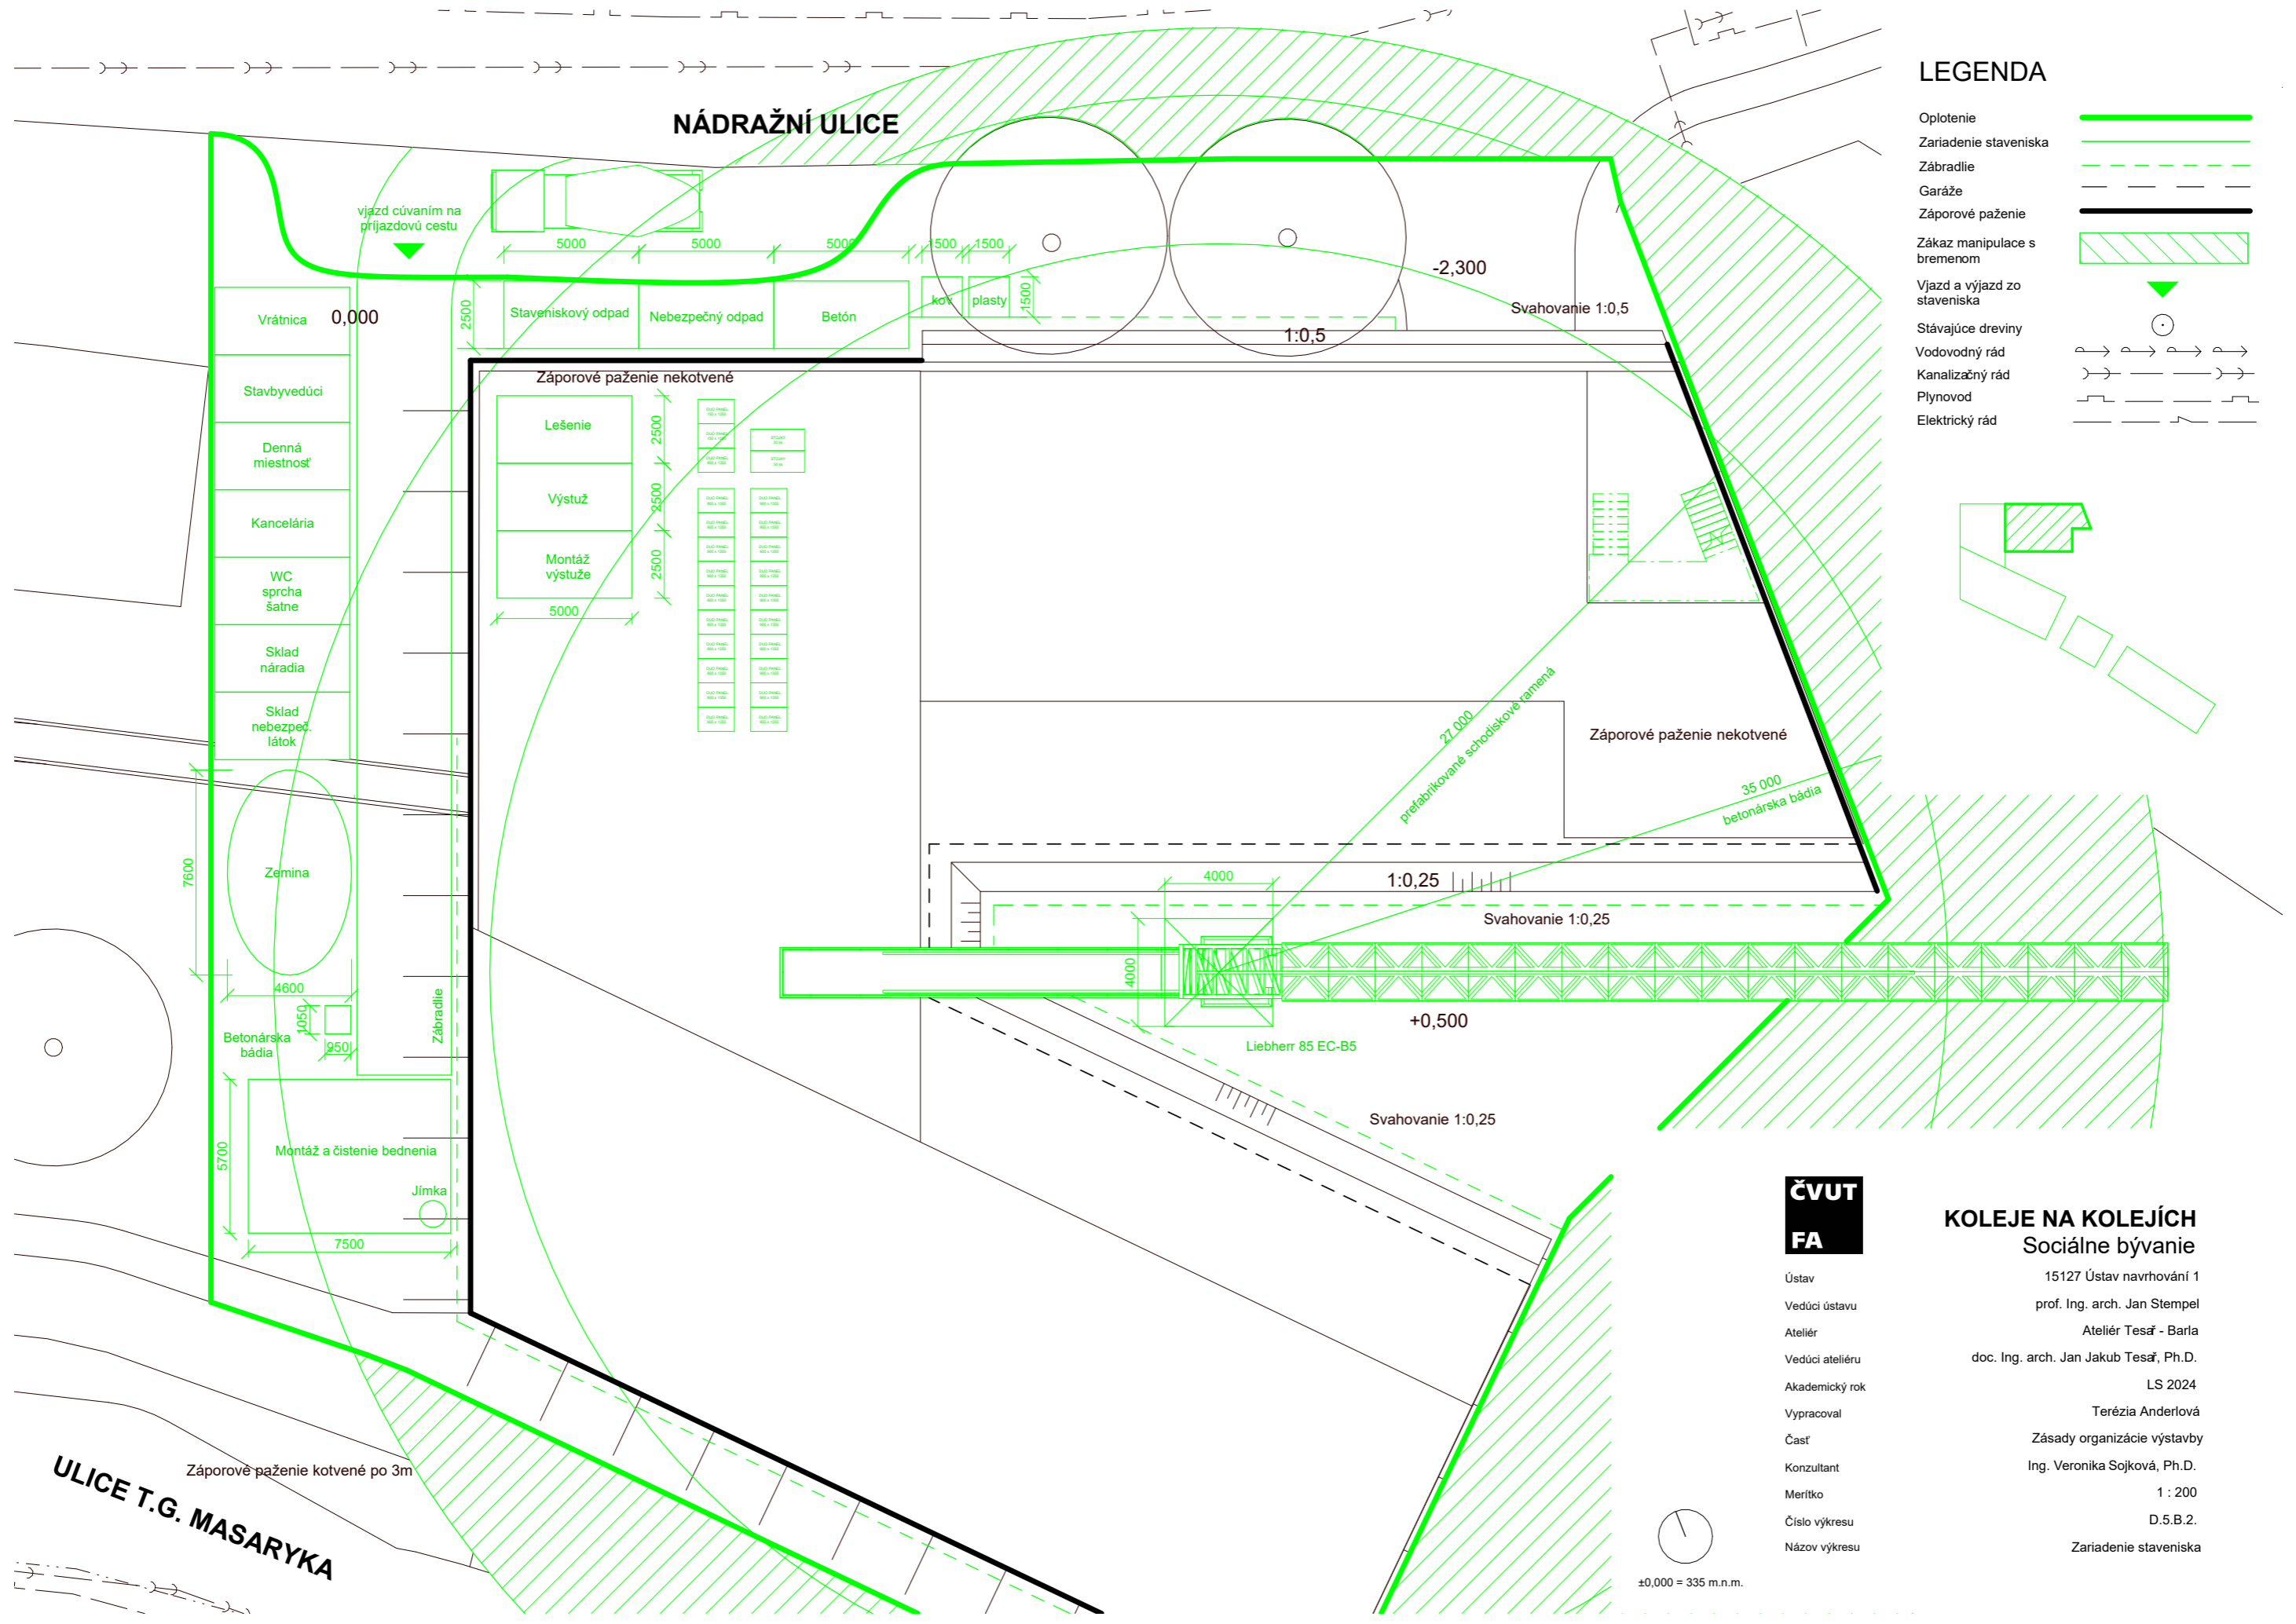 NÁDRAŽNÍ ULICE
vjazd cúvaním na
príjazdovú cestu
5000
5000
5000
1500
1500
2500
1500
Staveniskový odpad
Nebezpečný odpad
Betón
kov
plasty
-2,300
Svahovanie 1:0,5
1:0,5
0,000
Vrátnica
Stavbyvedúci
Denná
miestnosť
Kancelária
WC
sprcha
šatne
Sklad
náradia
Sklad
nebezpeč.
látok
Záporové paženie nekotvené
Lešenie
Výstuž
Montáž
výstuže
2500
2500
2500
5000
27 000
prefabrikované schodiskové ramená
Záporové paženie nekotvené
35 000
betonárska bádia
7600
Zemina
4600
1050
950
Betonárska
bádia
Zábradlie
4000
4000
1:0,25
Svahovanie 1:0,25
+0,500
Liebherr 85 EC-B5
Svahovanie 1:0,25
5700
Montáž a čistenie bednenia
Jímka
7500
Záporové paženie kotvené po 3m
ULICE T.G. MASARYKA
LEGENDA
Oplotenie
Zariadenie staveniska
Zábradlie
Garáže
Záporové paženie
Zákaz manipulace s
bremenom
Vjazd a výjazd zo
staveniska
Stávajúce dreviny
Vodovodný rád
Kanalizačný rád
Plynovod
Elektrický rád
ČVUT
FA
KOLEJE NA KOLEJÍCH
Sociálne bývanie
Ústav 15127 Ústav navrhování 1
Vedúci ústavu prof. Ing. arch. Jan Stempel
Ateliér Ateliér Tesař - Barla
Vedúci ateliéru doc. Ing. arch. Jan Jakub Tesař, Ph.D.
Akademický rok LS 2024
Vypracoval Terézia Anderlová
Časť Zásady organizácie výstavby
Konzultant Ing. Veronika Sojková, Ph.D.
Merítko 1 : 200
Číslo výkresu D.5.B.2.
Názov výkresu Zariadenie staveniska
±0,000 = 335 m.n.m.